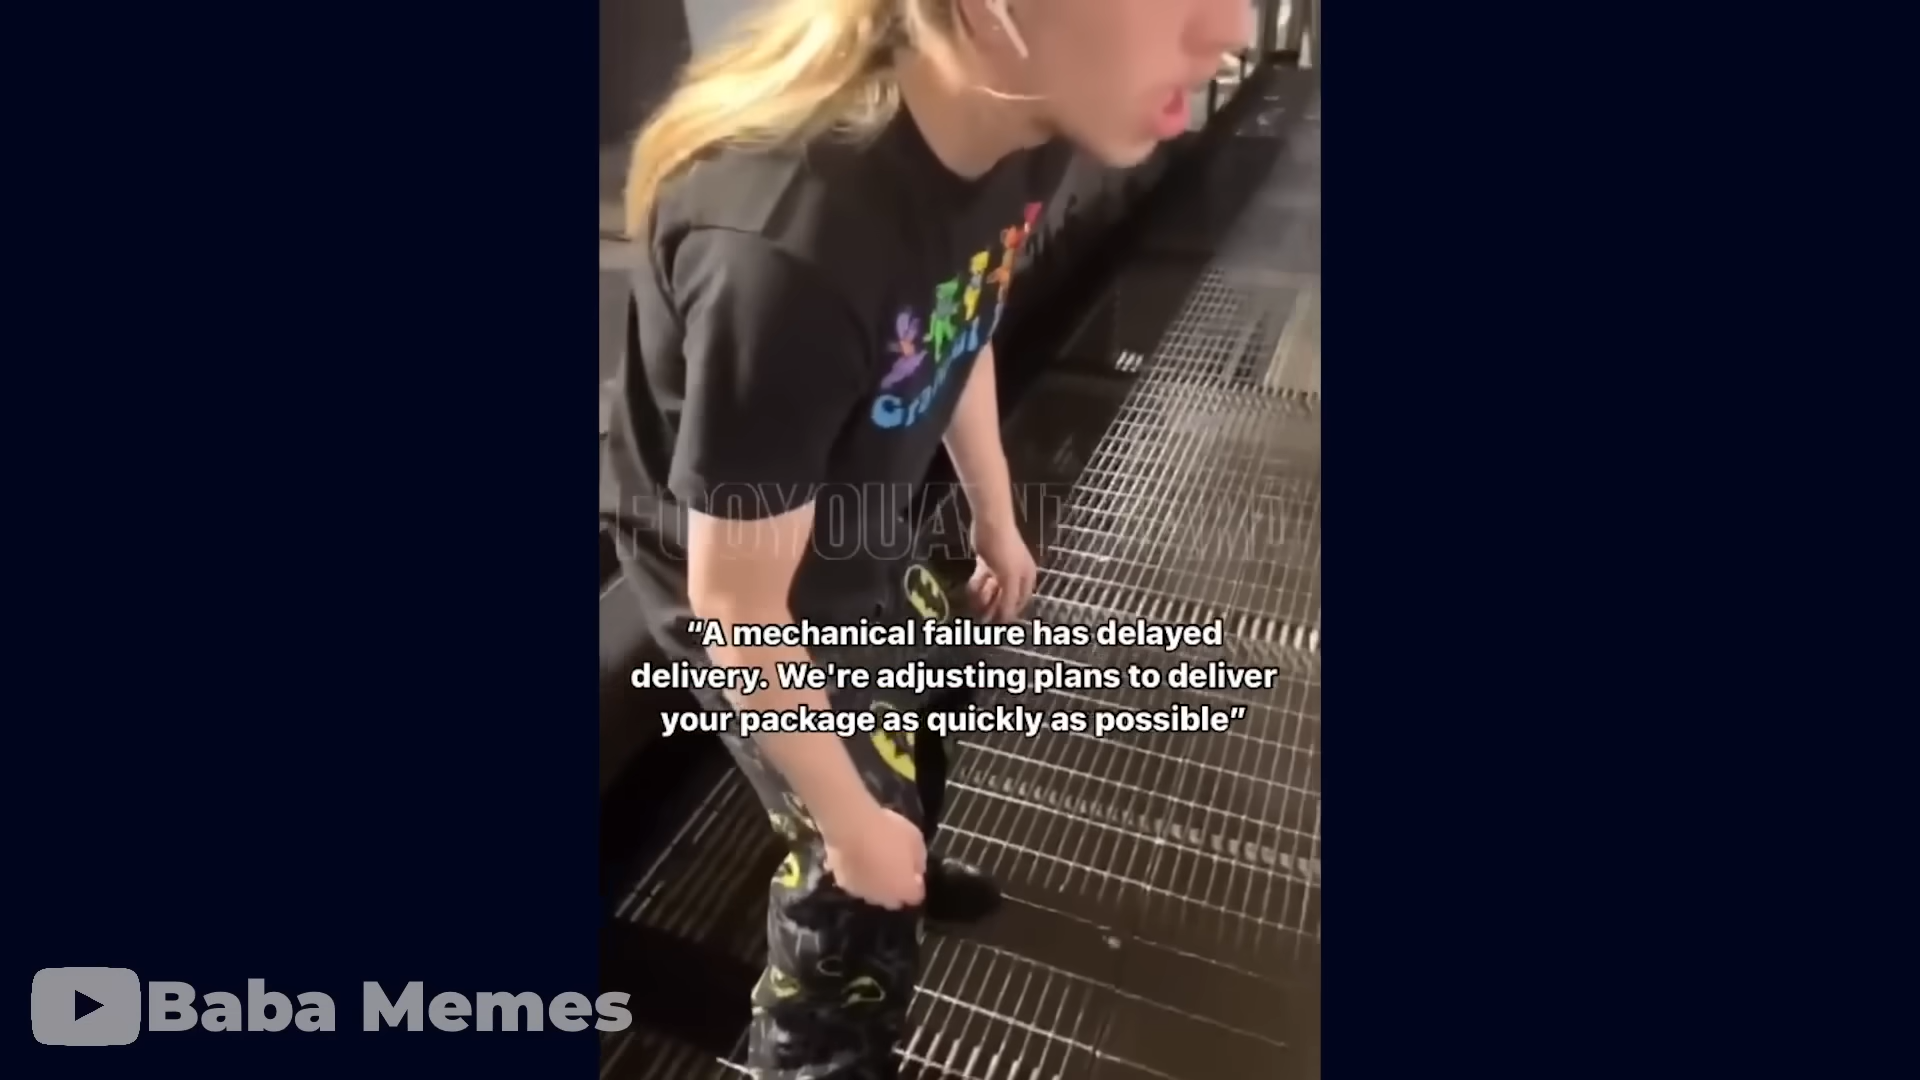 “A mechanical failure has delayed
delivery. We're adjusting plans to deliver
your package as quickly as possible”
Baba Memes